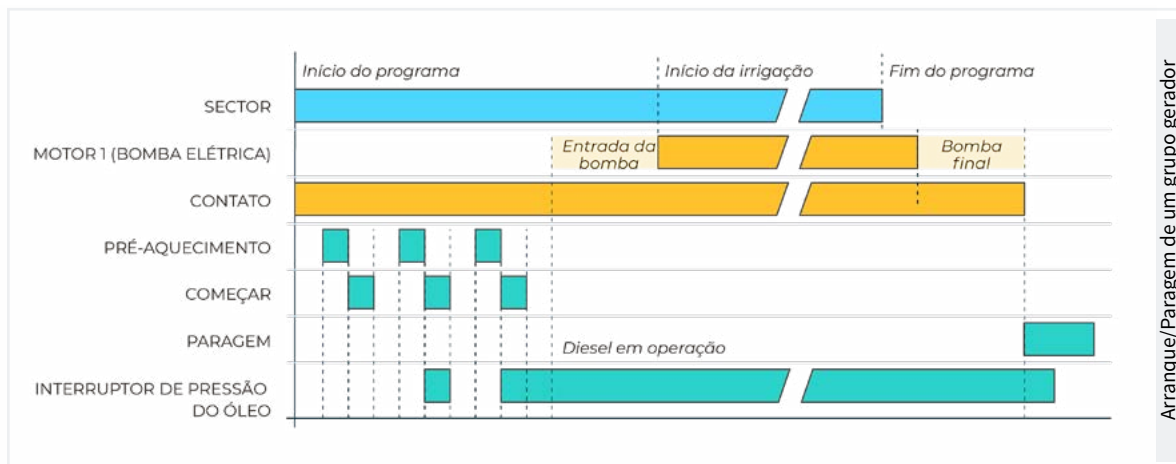 Início do programa
Início da irrigação
Fim do programa
SECTOR
MOTOR 1 (BOMBA ELÉTRICA)
Entrada da
bomba
Bomba
final
CONTATO
PRÉ-AQUECIMENTO
COMEÇAR
PARAGEM
Diesel em operação
INTERRUPTOR DE PRESSÃO
DO ÓLEO
Arranque/Paragem de um grupo gerador